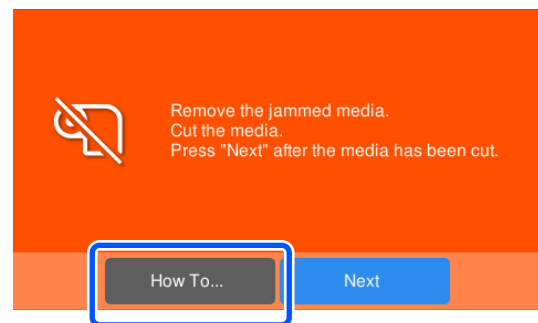 Remove the jammed media.
Cut the media.
Press "Next" after the media has been cut.
How To...
Next